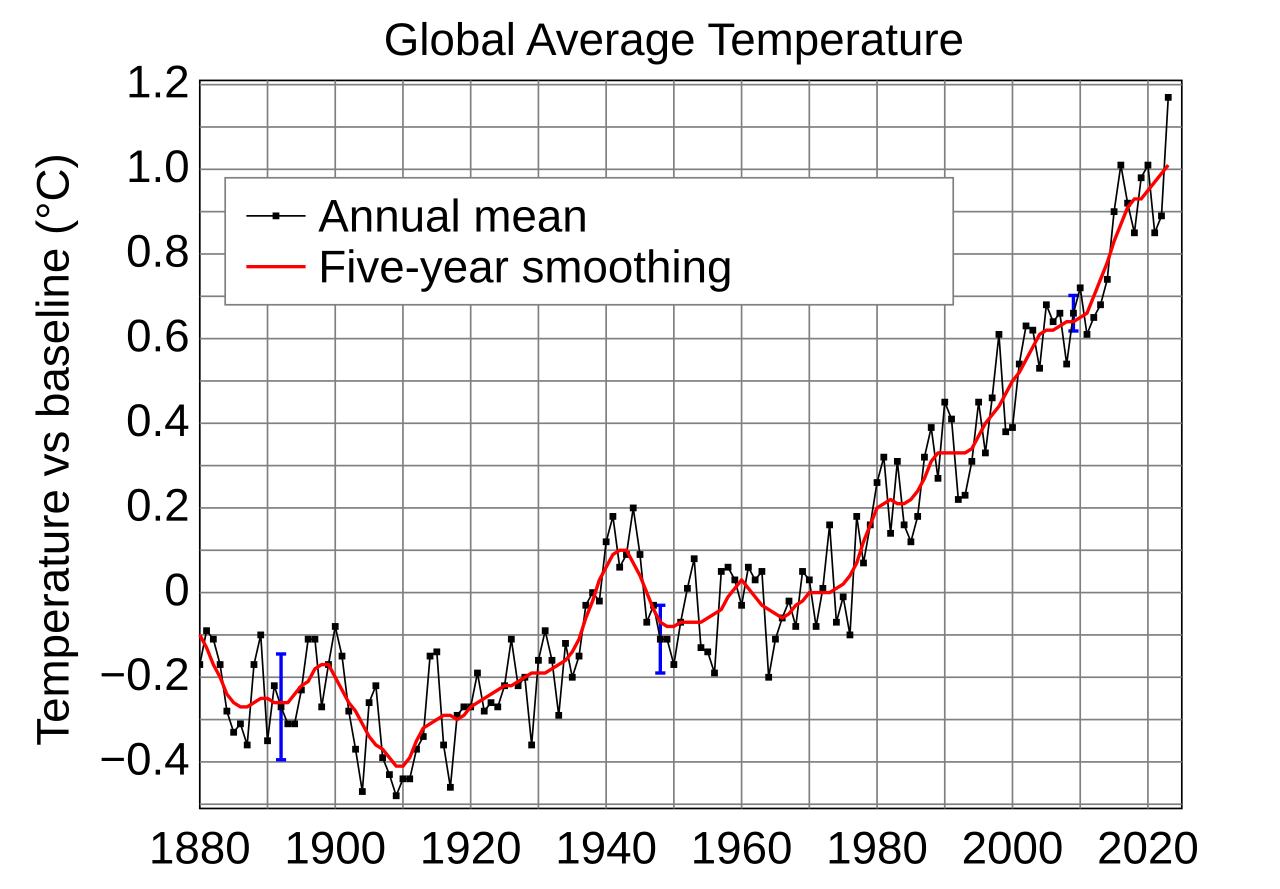 Global Average Temperature
Temperature vs baseline (°C)
1.2
1.0
0.8
0.6
0.4
0.2
0
−0.2
−0.4
Annual mean
Five-year smoothing
1880 1900 1920 1940 1960 1980 2000 2020